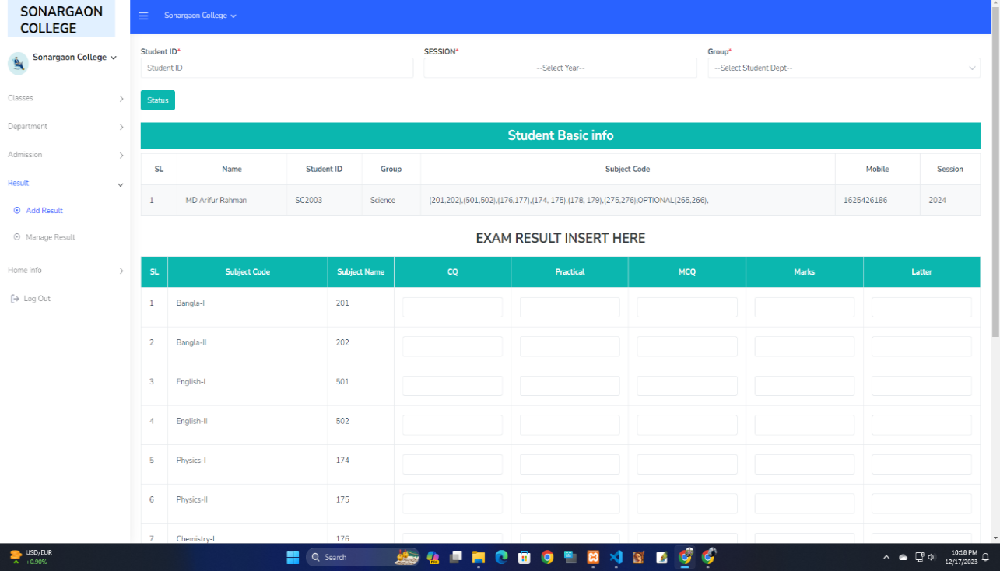 SONARGAON
COLLEGE
Sonargaon College
Sonargaon College
Classes
Department
Admission
Result
Add Result
Manage Result
Home info
Log Out
Student ID*
SESSION*
Group*
Student ID
--Select Year--
--Select Student Dept--
Status
Student Basic info
SL Name Student ID Group Subject Code Mobile Session
1 MD Arifur Rahman SC2003 Science (201,202),(501,502),(176,177),(174, 175),(178, 179),(275,276),OPTIONAL(265,266), 1625426186 2024
EXAM RESULT INSERT HERE
SL Subject Code Subject Name CQ Practical MCQ Marks Latter
1 Bangla-I 201
2 Bangla-II 202
3 English-I 501
4 English-II 502
5 Physics-I 174
6 Physics-II 175
7 Chemistry-I 176
USD/EUR
+0.90%
Search
10:18 PM
12/17/2023